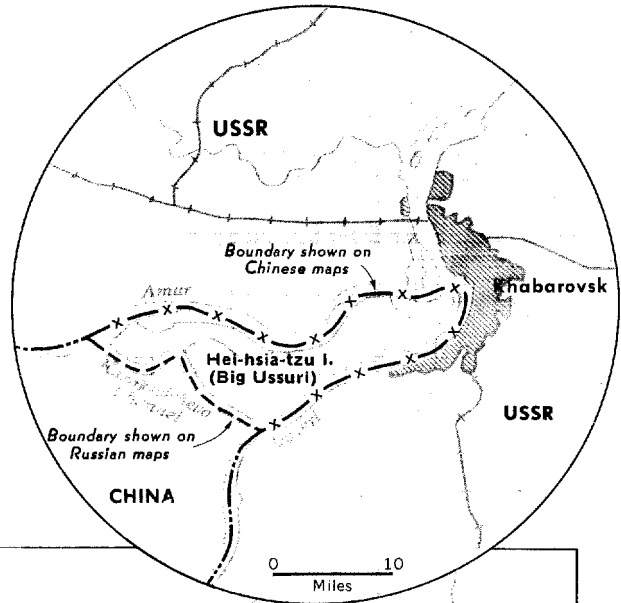 USSR
Boundary shown on
Chinese maps
Khabarovsk
Amur
Hei-hsia-tzu I.
(Big Ussuri)
USSR
Boundary shown on
Russian maps
CHINA
0 10
Miles